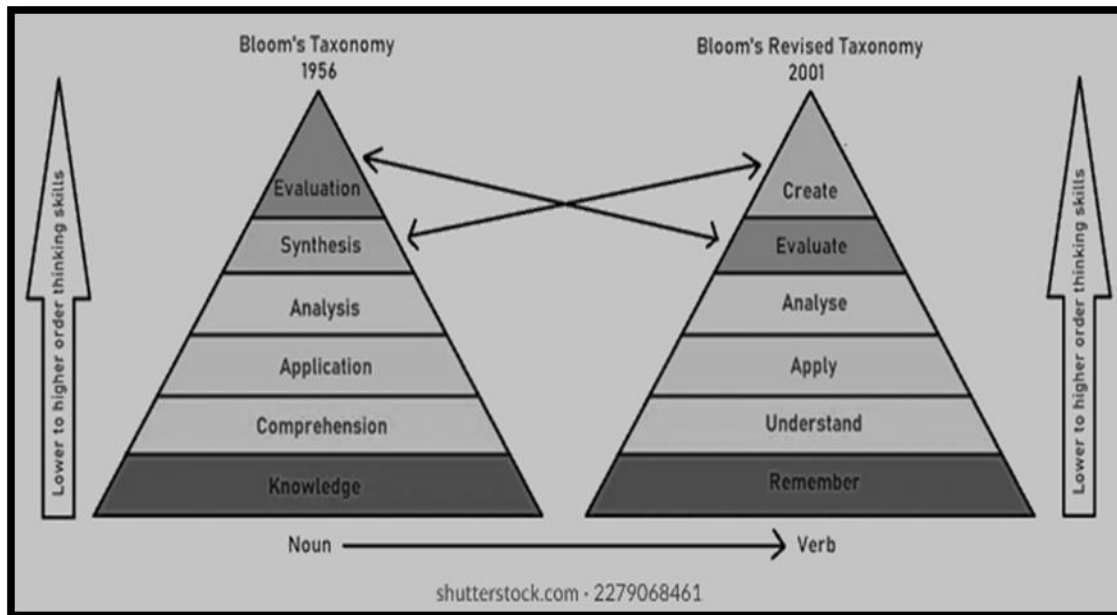 Bloom's Taxonomy
1956
Evaluation
Synthesis
Analysis
Application
Comprehension
Knowledge
Lower to higher order thinking skills
Bloom's Revised Taxonomy
2001
Create
Evaluate
Analyse
Apply
Understand
Remember
Lower to higher order thinking skills
Noun
Verb
shutterstock.com · 2279068461